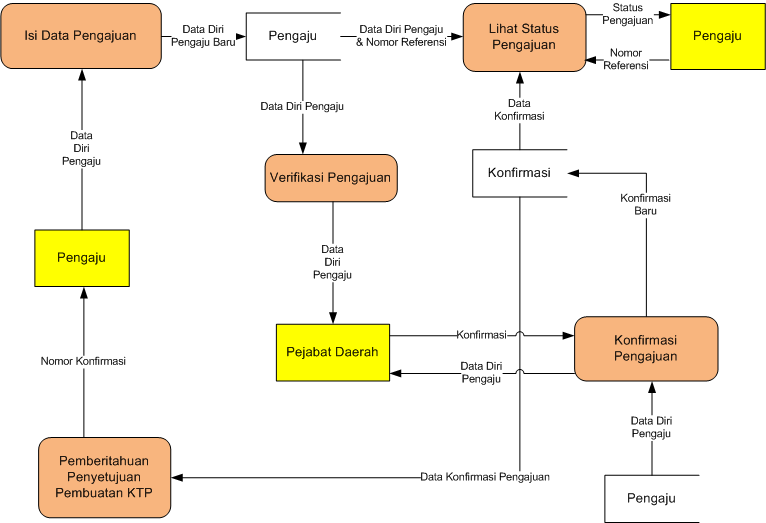 Isi Data Pengajuan
Data Diri
Pengaju Baru
Pengaju
Data Diri Pengaju
& Nomor Referensi
Lihat Status
Pengajuan
Status
Pengajuan
Nomor
Referensi
Pengaju
Data Diri Pengaju
Data
Konfirmasi
Data
Diri
Pengaju
Verifikasi Pengajuan
Konfirmasi
Konfirmasi
Baru
Pengaju
Data
Diri
Pengaju
Pejabat Daerah
Konfirmasi
Data Diri
Pengaju
Konfirmasi
Pengajuan
Nomor Konfirmasi
Data Diri
Pengaju
Pemberitahuan
Penyetujuan
Pembuatan KTP
Data Konfirmasi Pengajuan
Pengaju